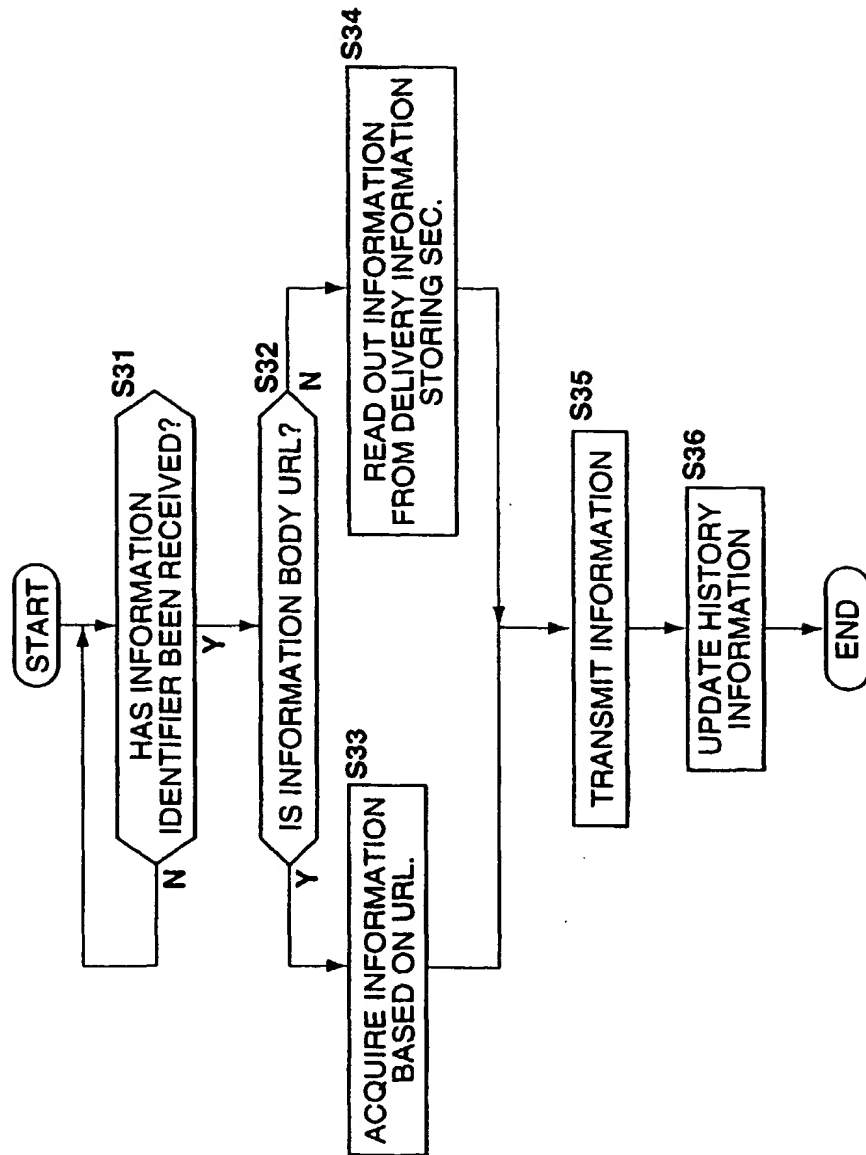 START
S31
HAS INFORMATION
IDENTIFIER BEEN RECEIVED?
N
Y
S32
IS INFORMATION BODY URL?
Y
N
S33
ACQUIRE INFORMATION
BASED ON URL.
S34
READ OUT INFORMATION
FROM DELIVERY INFORMATION
STORING SEC.
S35
TRANSMIT INFORMATION
S36
UPDATE HISTORY
INFORMATION
END